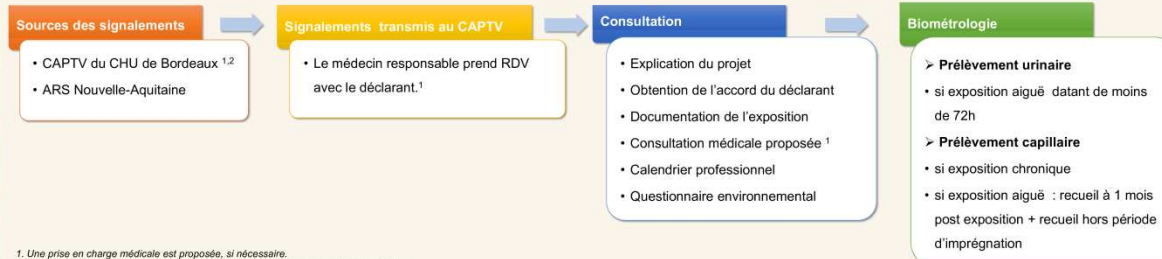 Sources des signalements
• CAPTV du CHU de Bordeaux 1,2
• ARS Nouvelle-Aquitaine
Signalements transmis au CAPTV
• Le médecin responsable prend RDV
avec le déclarant.1
Consultation
• Explication du projet
• Obtention de l'accord du déclarant
• Documentation de l'exposition
• Consultation médicale proposée 1
• Calendrier professionnel
• Questionnaire environnemental
Biométrologie
➢ Prélèvement urinaire
• si exposition aiguë datant de moins
de 72h
➢ Prélèvement capillaire
• si exposition chronique
• si exposition aiguë : recueil à 1 mois
post exposition + recueil hors période
d'imprégnation
1. Une prise en charge médicale est proposée, si nécessaire.